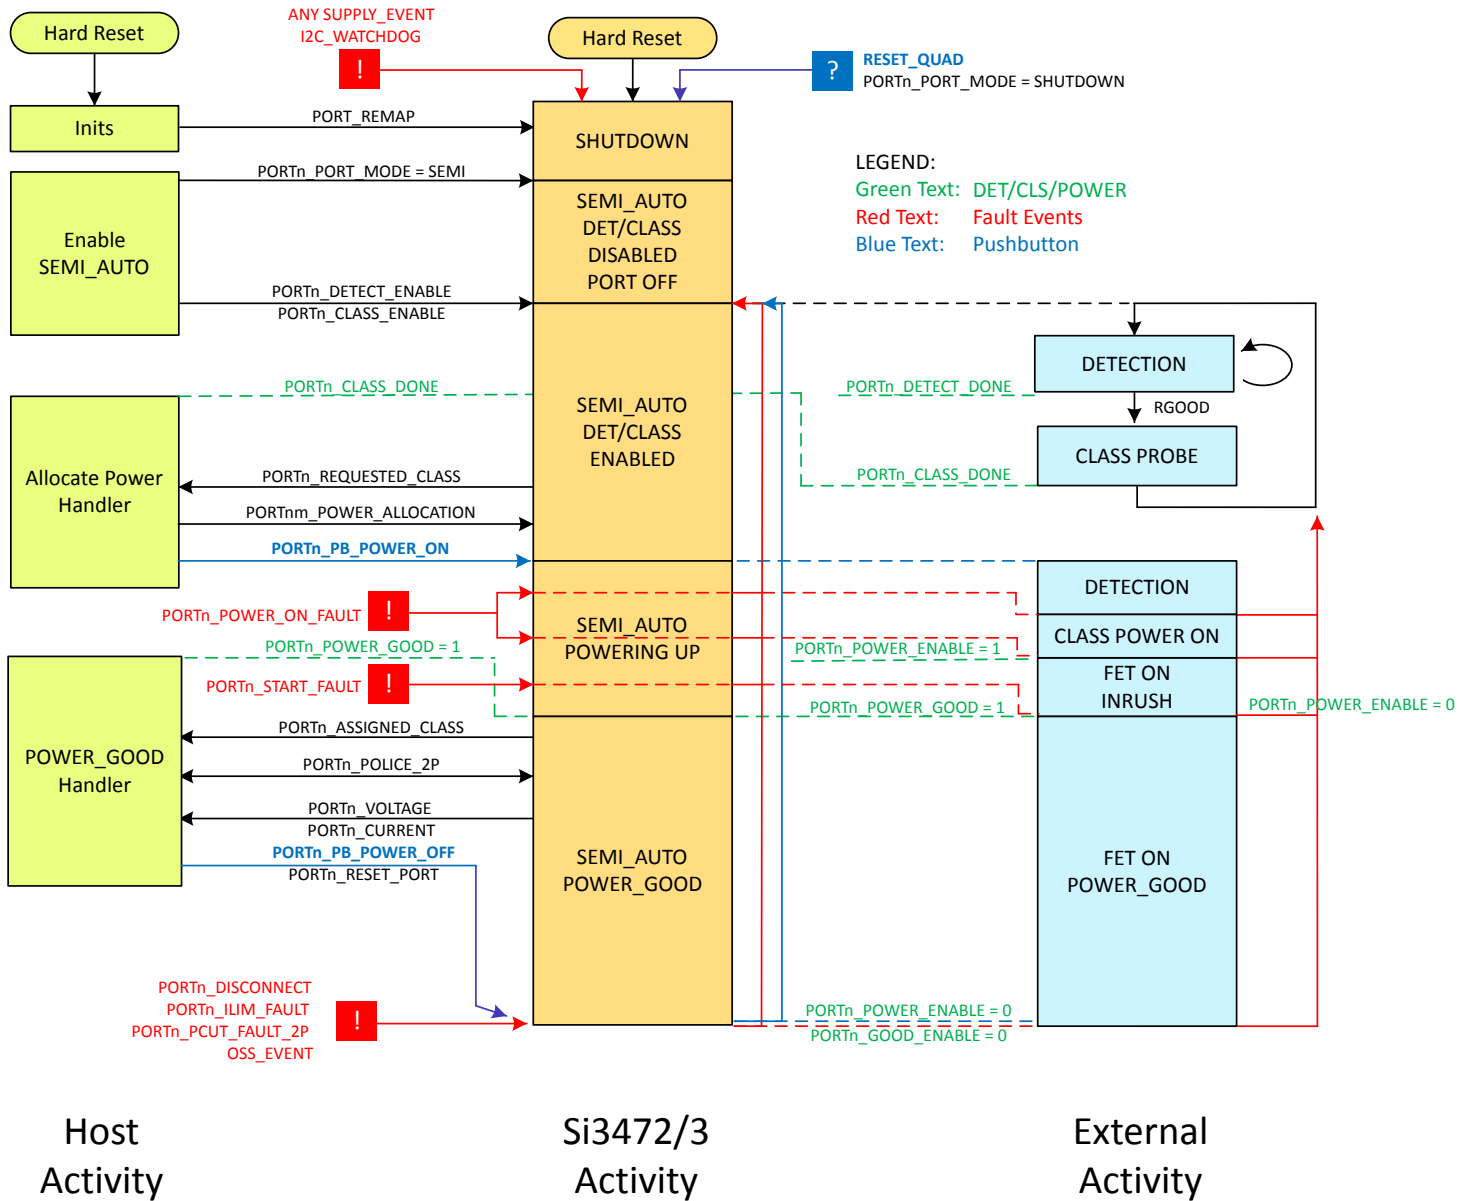 Hard Reset
ANY SUPPLY_EVENT
I2C_WATCHDOG
!
Hard Reset
?
RESET_QUAD
PORTn_PORT_MODE = SHUTDOWN
Inits
PORT_REMAP
SHUTDOWN
LEGEND:
Green Text: DET/CLS/POWER
Red Text: Fault Events
Blue Text: Pushbutton
PORTn_PORT_MODE = SEMI
Enable
SEMI_AUTO
SEMI_AUTO
DET/CLASS
DISABLED
PORT OFF
PORTn_DETECT_ENABLE
PORTn_CLASS_ENABLE
DETECTION
PORTn_CLASS_DONE
PORTn_DETECT_DONE
RGOOD
SEMI_AUTO
DET/CLASS
ENABLED
CLASS PROBE
PORTn_CLASS_DONE
Allocate Power
Handler
PORTn_REQUESTED_CLASS
PORTnm_POWER_ALLOCATION
PORTn_PB_POWER_ON
DETECTION
PORTn_POWER_ON_FAULT
!
SEMI_AUTO
POWERING UP
CLASS POWER ON
PORTn_POWER_GOOD = 1
PORTn_POWER_ENABLE = 1
PORTn_START_FAULT
!
FET ON
INRUSH
PORTn_POWER_GOOD = 1
PORTn_POWER_ENABLE = 0
PORTn_ASSIGNED_CLASS
POWER_GOOD
Handler
PORTn_POLICE_2P
PORTn_VOLTAGE
PORTn_CURRENT
PORTn_PB_POWER_OFF
PORTn_RESET_PORT
SEMI_AUTO
POWER_GOOD
FET ON
POWER_GOOD
PORTn_DISCONNECT
PORTn_ILIM_FAULT
PORTn_PCUT_FAULT_2P
OSS_EVENT
!
PORTn_POWER_ENABLE = 0
PORTn_GOOD_ENABLE = 0
Host
Activity
Si3472/3
Activity
External
Activity